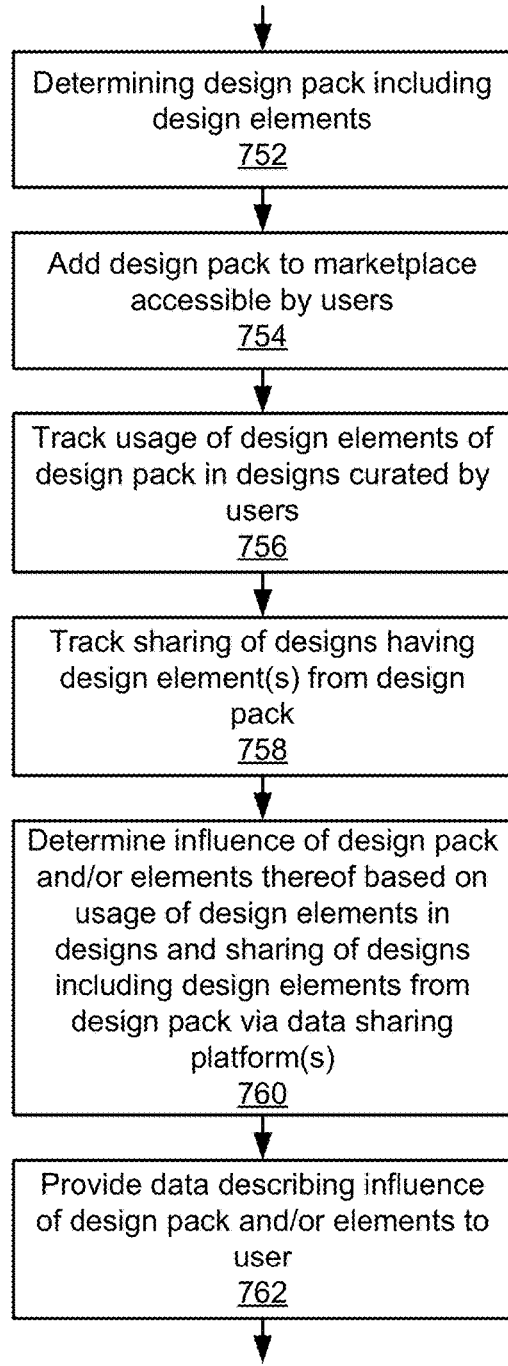 Determining design pack including
design elements
752
Add design pack to marketplace
accessible by users
754
Track usage of design elements of
design pack in designs curated by
users
756
Track sharing of designs having
design element(s) from design
pack
758
Determine influence of design pack
and/or elements thereof based on
usage of design elements in
designs and sharing of designs
including design elements from
design pack via data sharing
platform(s)
760
Provide data describing influence
of design pack and/or elements to
user
762